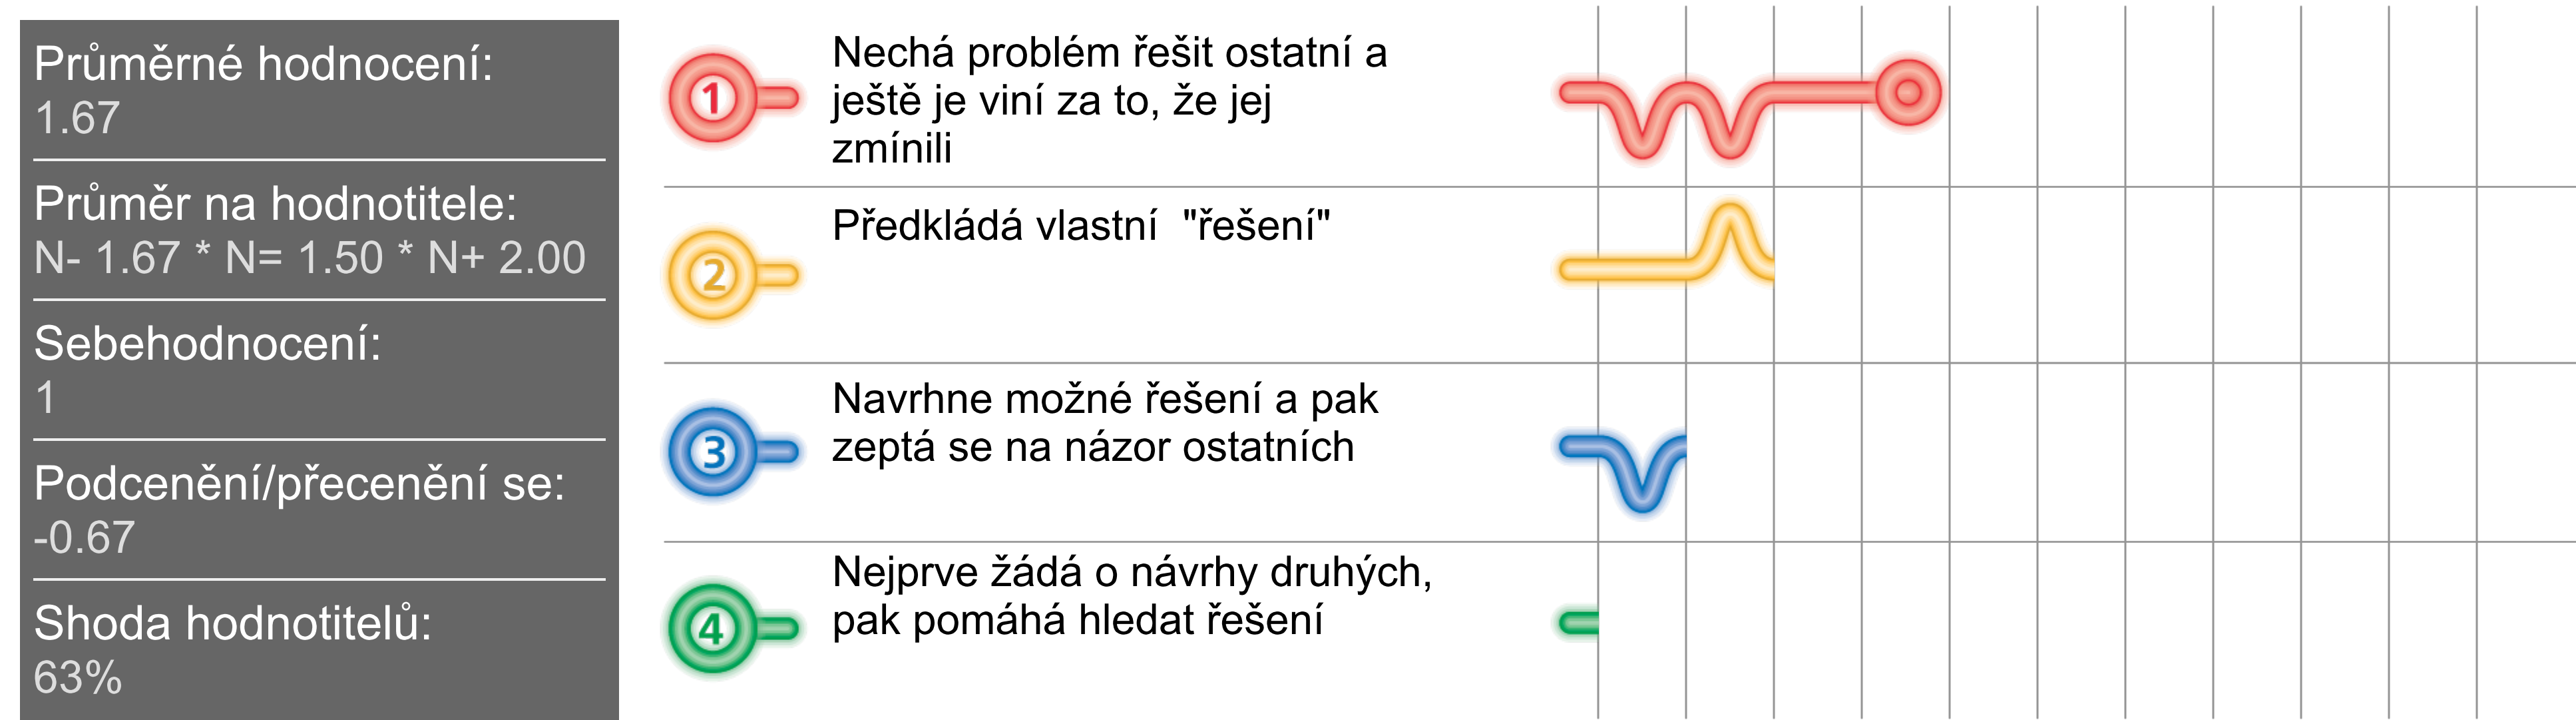 Průměrné hodnocení:
1.67
Průměr na hodnotitele:
N- 1.67 * N= 1.50 * N+ 2.00
Sebehodnocení:
1
Podcenění/přecenění se:
-0.67
Shoda hodnotitelů:
63%
1
Nechá problém řešit ostatní a
ještě je viní za to, že jej
zmínili
2
Předkládá vlastní  "řešení"
3
Navrhne možné řešení a pak
zeptá se na názor ostatních
4
Nejprve žádá o návrhy druhých,
pak pomáhá hledat řešení